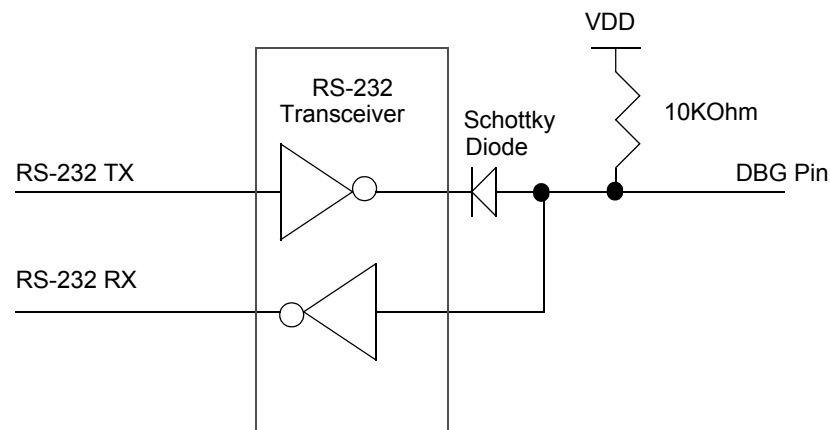 VDD
RS-232
Transceiver
Schottky
Diode
10KOhm
RS-232 TX
DBG Pin
RS-232 RX